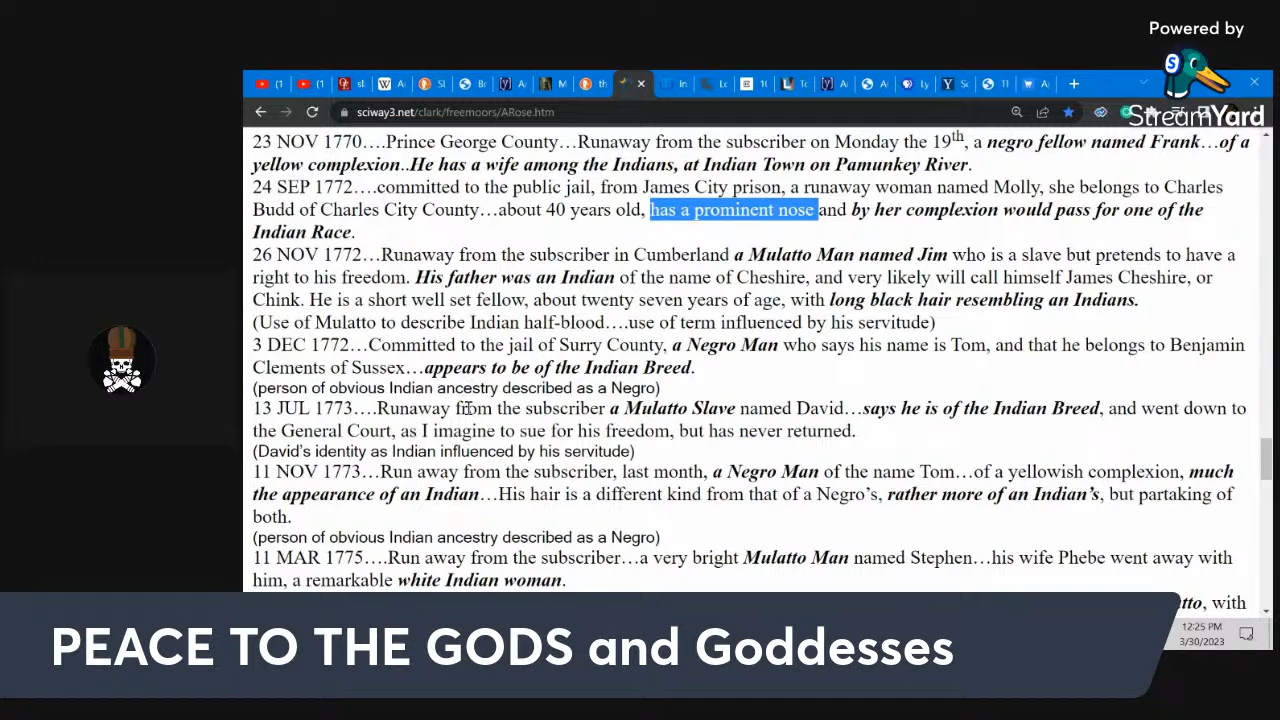 Powered by
StreamYard
sciway3.net/clark/freemoors/ARose.htm
23 NOV 1770….Prince George County…Runaway from the subscriber on Monday the 19th, a negro fellow named Frank…of a
yellow complexion..He has a wife among the Indians, at Indian Town on Pamunkey River.
24 SEP 1772….committed to the public jail, from James City prison, a runaway woman named Molly, she belongs to Charles
Budd of Charles City County…about 40 years old, has a prominent nose and by her complexion would pass for one of the
Indian Race.
26 NOV 1772…Runaway from the subscriber in Cumberland a Mulatto Man named Jim who is a slave but pretends to have a
right to his freedom. His father was an Indian of the name of Cheshire, and very likely will call himself James Cheshire, or
Chink. He is a short well set fellow, about twenty seven years of age, with long black hair resembling an Indians.
(Use of Mulatto to describe Indian half-blood….use of term influenced by his servitude)
3 DEC 1772…Committed to the jail of Surry County, a Negro Man who says his name is Tom, and that he belongs to Benjamin
Clements of Sussex…appears to be of the Indian Breed.
(person of obvious Indian ancestry described as a Negro)
13 JUL 1773….Runaway from the subscriber a Mulatto Slave named David…says he is of the Indian Breed, and went down to
the General Court, as I imagine to sue for his freedom, but has never returned.
(David's identity as Indian influenced by his servitude)
11 NOV 1773…Run away from the subscriber, last month, a Negro Man of the name Tom…of a yellowish complexion, much
the appearance of an Indian…His hair is a different kind from that of a Negro's, rather more of an Indian's, but partaking of
both.
(person of obvious Indian ancestry described as a Negro)
11 MAR 1775….Run away from the subscriber…a very bright Mulatto Man named Stephen…his wife Phebe went away with
him, a remarkable white Indian woman.
with
12:25 PM
3/30/2023
PEACE TO THE GODS and Goddesses